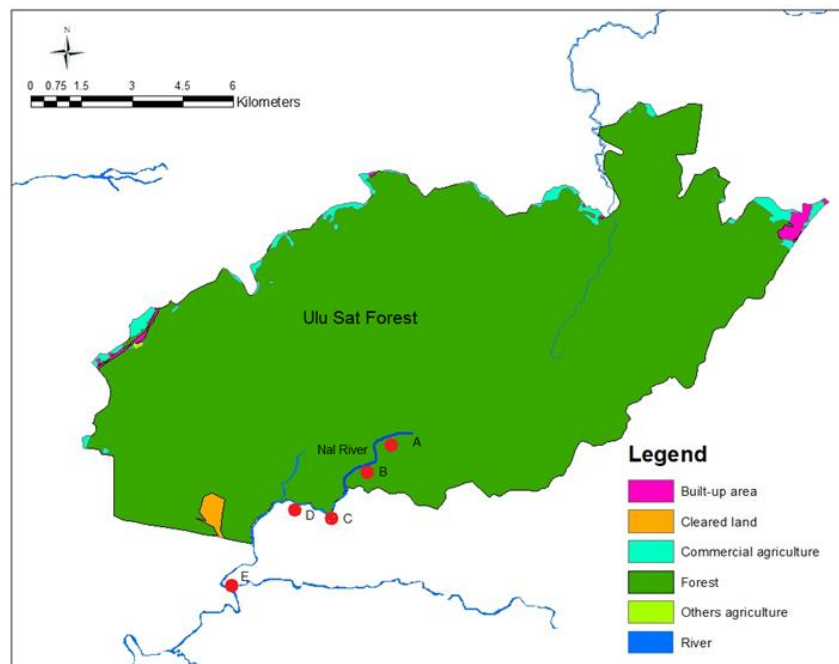 N
0 0.75 1.5 3 4.5 6
Kilometers
Ulu Sat Forest
Nal River
A
B
C
D
E
Legend
Built-up area
Cleared land
Commercial agriculture
Forest
Others agriculture
River